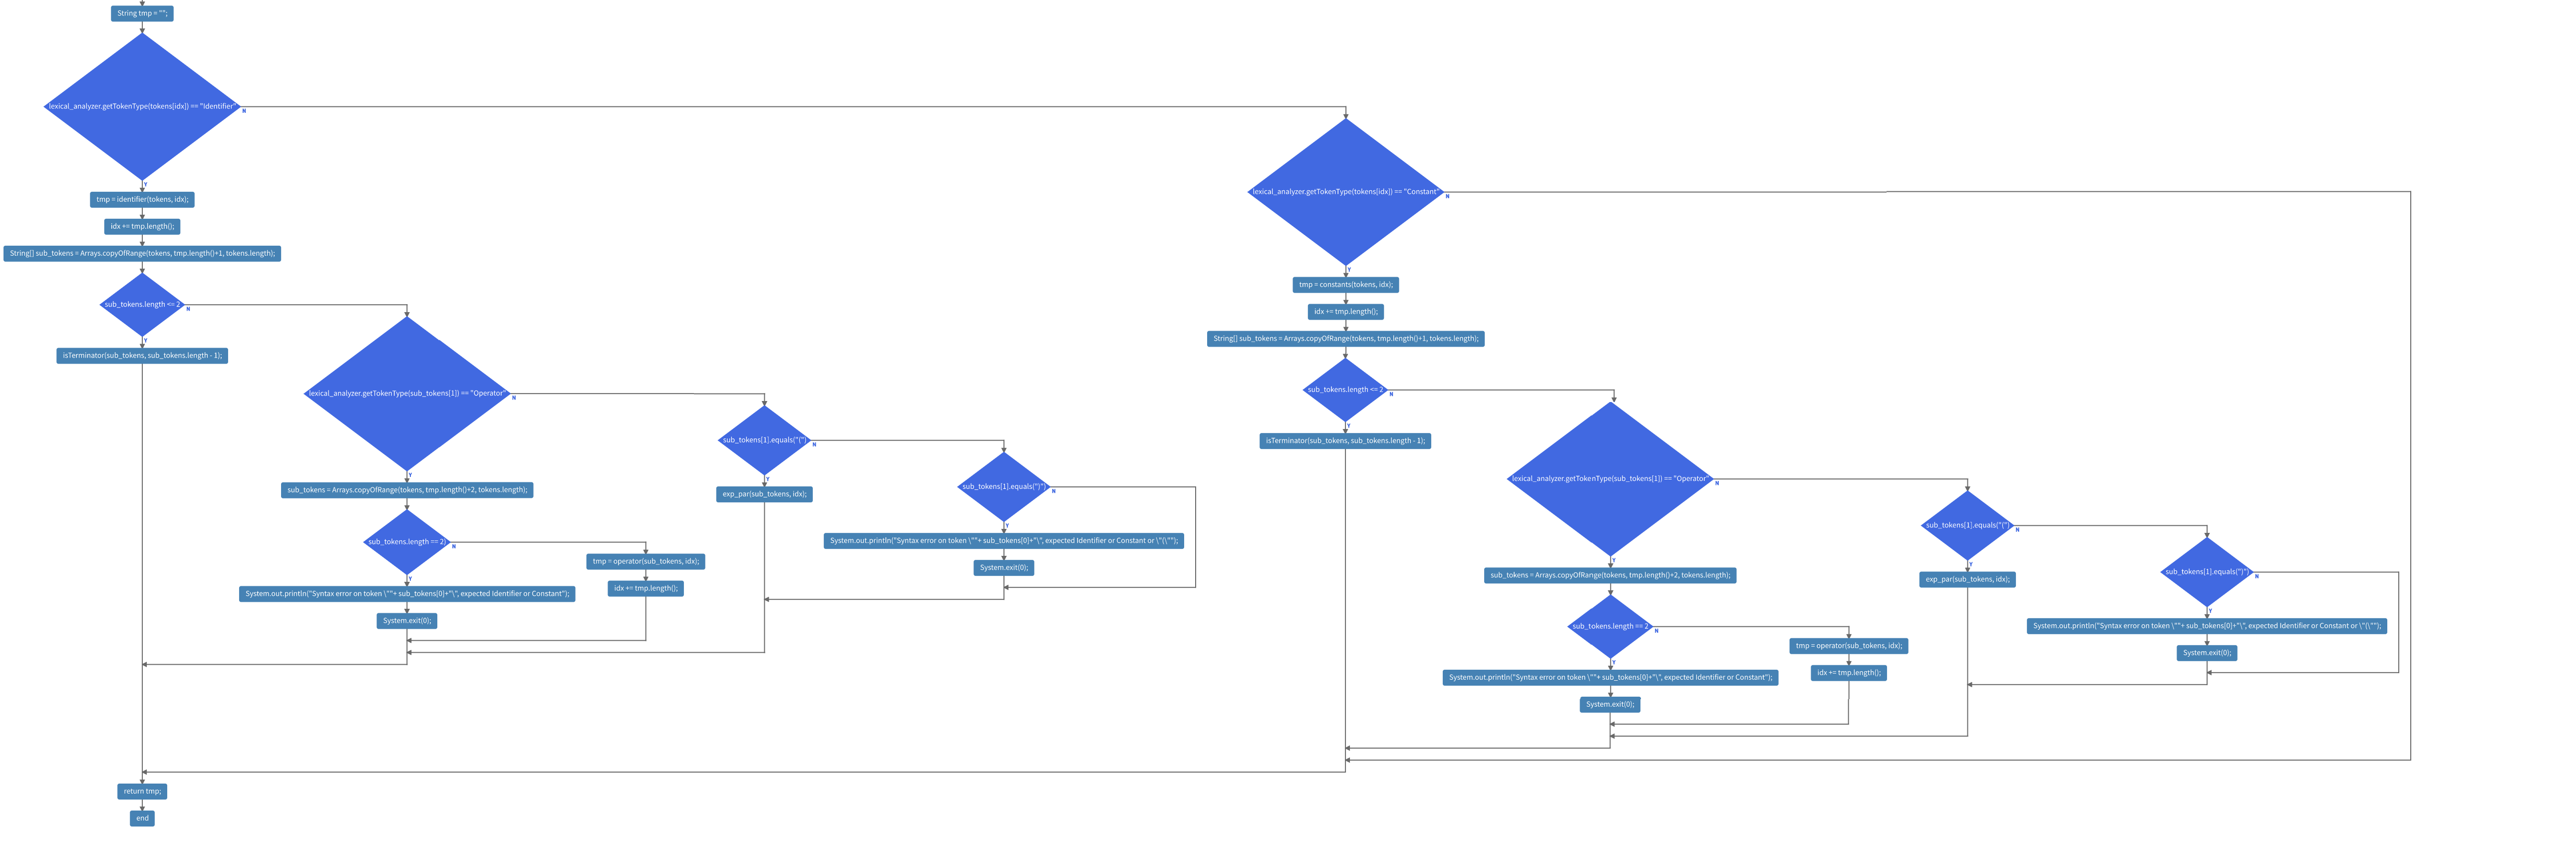 String tmp = "";
lexical_analyzer.getTokenType(tokens[idx]) == "Identifier"
N
Y
tmp = identifier(tokens, idx);
idx += tmp.length();
String[] sub_tokens = Arrays.copyOfRange(tokens, tmp.length()+1, tokens.length);
sub_tokens.length <= 2
N
Y
isTerminator(sub_tokens, sub_tokens.length - 1);
lexical_analyzer.getTokenType(sub_tokens[1]) == "Operator"
N
Y
sub_tokens = Arrays.copyOfRange(tokens, tmp.length()+2, tokens.length);
sub_tokens.length == 2)
N
Y
System.out.println("Syntax error on token \""+ sub_tokens[0]+"\", expected Identifier or Constant");
System.exit(0);
tmp = operator(sub_tokens, idx);
idx += tmp.length();
sub_tokens[1].equals("(")
N
Y
exp_par(sub_tokens, idx);
sub_tokens[1].equals(")")
N
Y
System.out.println("Syntax error on token \""+ sub_tokens[0]+"\", expected Identifier or Constant or \"(\"");
System.exit(0);
lexical_analyzer.getTokenType(tokens[idx]) == "Constant"
N
Y
tmp = constants(tokens, idx);
idx += tmp.length();
String[] sub_tokens = Arrays.copyOfRange(tokens, tmp.length()+1, tokens.length);
sub_tokens.length <= 2
N
Y
isTerminator(sub_tokens, sub_tokens.length - 1);
lexical_analyzer.getTokenType(sub_tokens[1]) == "Operator"
N
Y
sub_tokens = Arrays.copyOfRange(tokens, tmp.length()+2, tokens.length);
sub_tokens.length == 2
N
Y
System.out.println("Syntax error on token \""+ sub_tokens[0]+"\", expected Identifier or Constant");
System.exit(0);
tmp = operator(sub_tokens, idx);
idx += tmp.length();
sub_tokens[1].equals("(")
N
Y
exp_par(sub_tokens, idx);
sub_tokens[1].equals(")")
N
Y
System.out.println("Syntax error on token \""+ sub_tokens[0]+"\", expected Identifier or Constant or \"(\"");
System.exit(0);
return tmp;
end